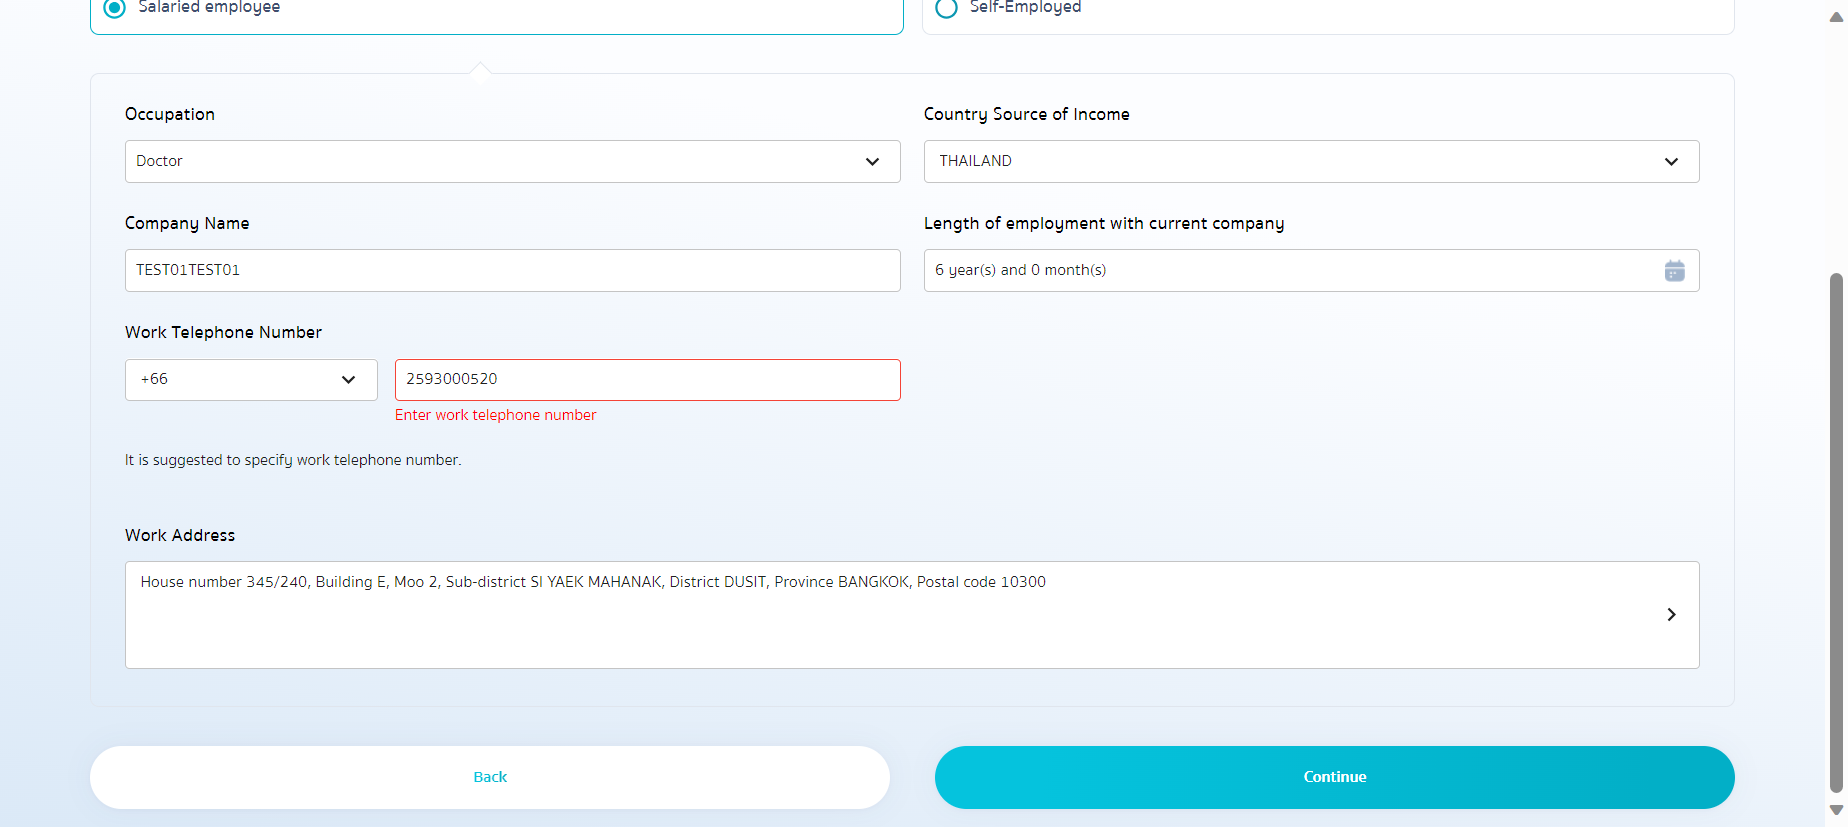 Salaried employee
Self-Employed
Occupation
Country Source of Income
Doctor
THAILAND
Company Name
Length of employment with current company
TEST01TEST01
6 year(s) and 0 month(s)
Work Telephone Number
+66
2593000520
Enter work telephone number
It is suggested to specify work telephone number.
Work Address
House number 345/240, Building E, Moo 2, Sub-district SI YAEK MAHANAK, District DUSIT, Province BANGKOK, Postal code 10300
Back
Continue